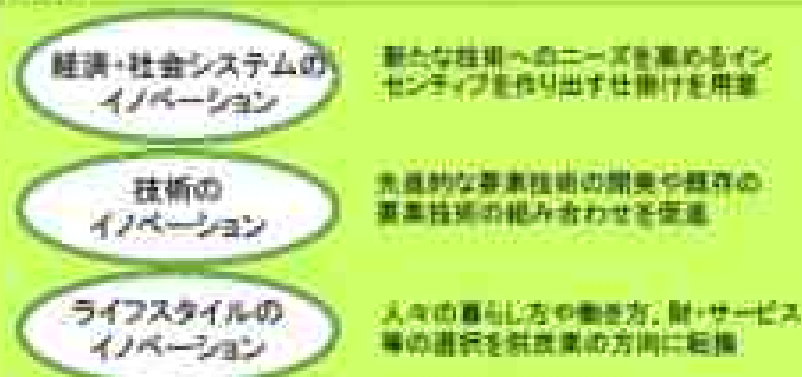 経済・社会システムの
イノベーション
新たな技術へのニーズを高めるイン
センティブを作り出す仕掛けを用意
技術の
イノベーション
先進的な要素技術の開発や既存の
要素技術の組み合わせを促進
ライフスタイルの
イノベーション
人々の暮らし方や働き方、財・サービス
等の選択を脱炭素の方向に転換